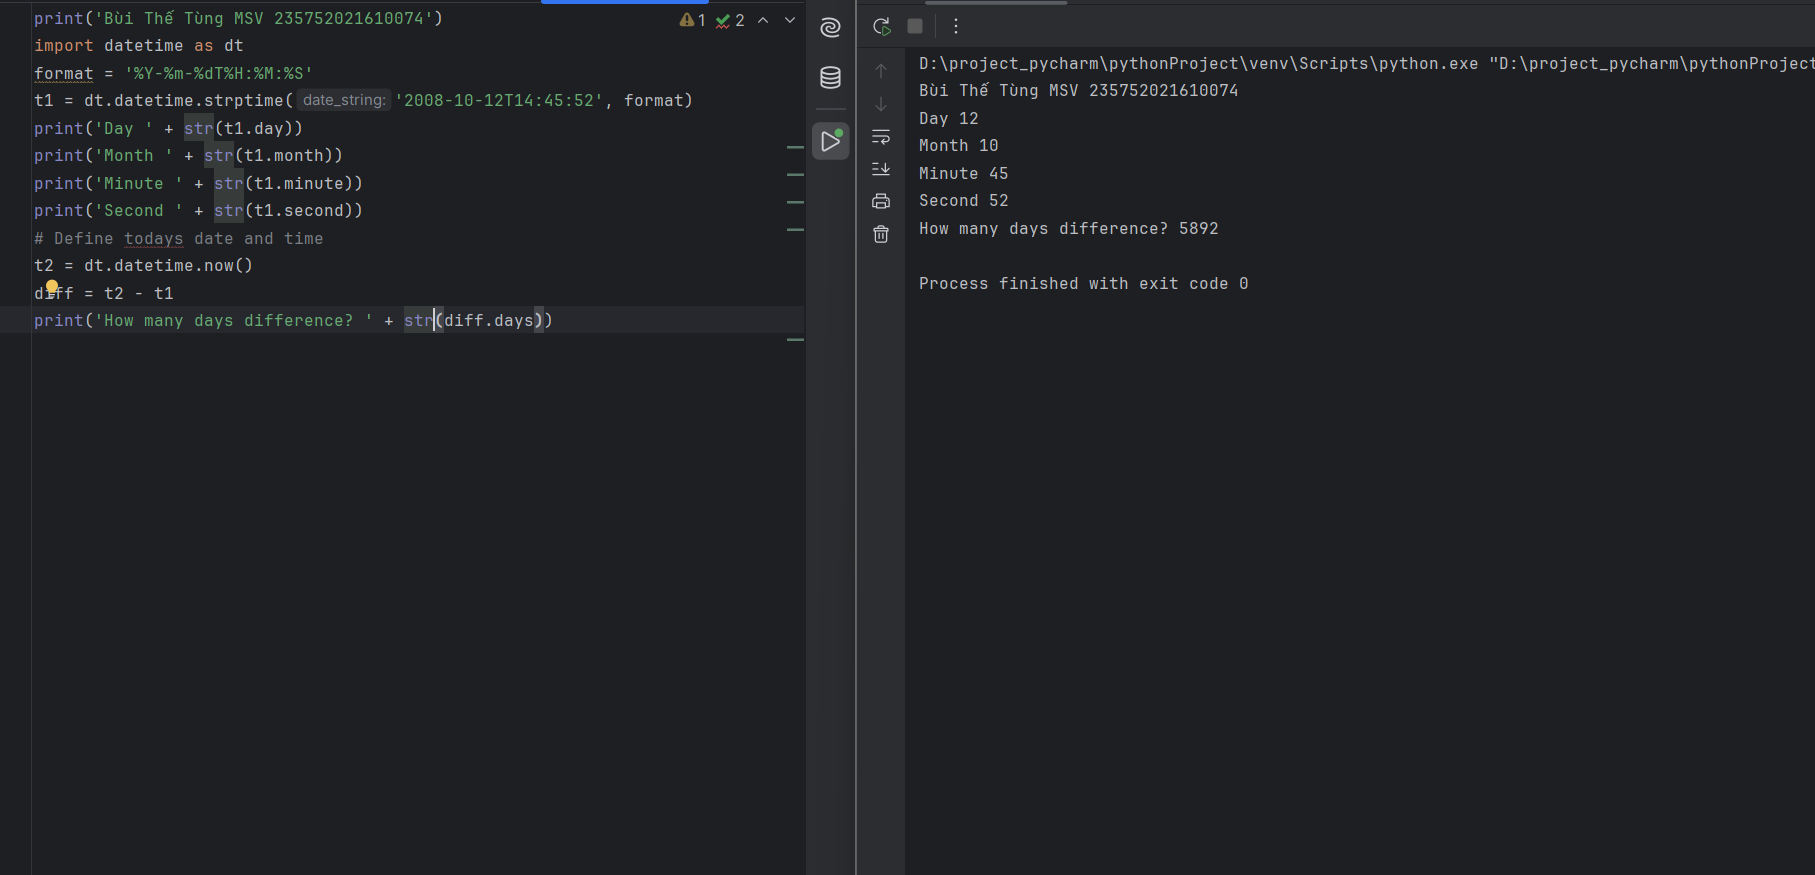 print('Bùi Thế Tùng MSV 235752021610074')
1 2
import datetime as dt
format = '%Y-%m-%dT%H:%M:%S'
t1 = dt.datetime.strptime( date_string: '2008-10-12T14:45:52', format)
print('Day ' + str(t1.day))
print('Month ' + str(t1.month))
print('Minute ' + str(t1.minute))
print('Second ' + str(t1.second))
# Define todays date and time
t2 = dt.datetime.now()
diff = t2 - t1
print('How many days difference? ' + str(diff.days))
D:\project_pycharm\pythonProject\venv\Scripts\python.exe "D:\project_pycharm\pythonProject
Bùi Thế Tùng MSV 235752021610074
Day 12
Month 10
Minute 45
Second 52
How many days difference? 5892
Process finished with exit code 0